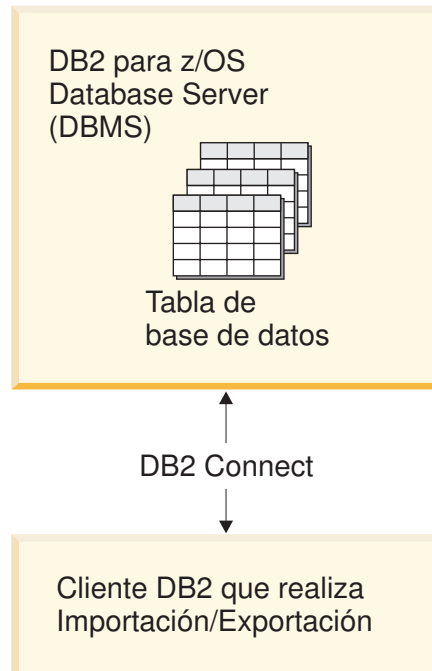 DB2 para z/OS
Database Server
(DBMS)
Tabla de
base de datos
DB2 Connect
Cliente DB2 que realiza
Importación/Exportación